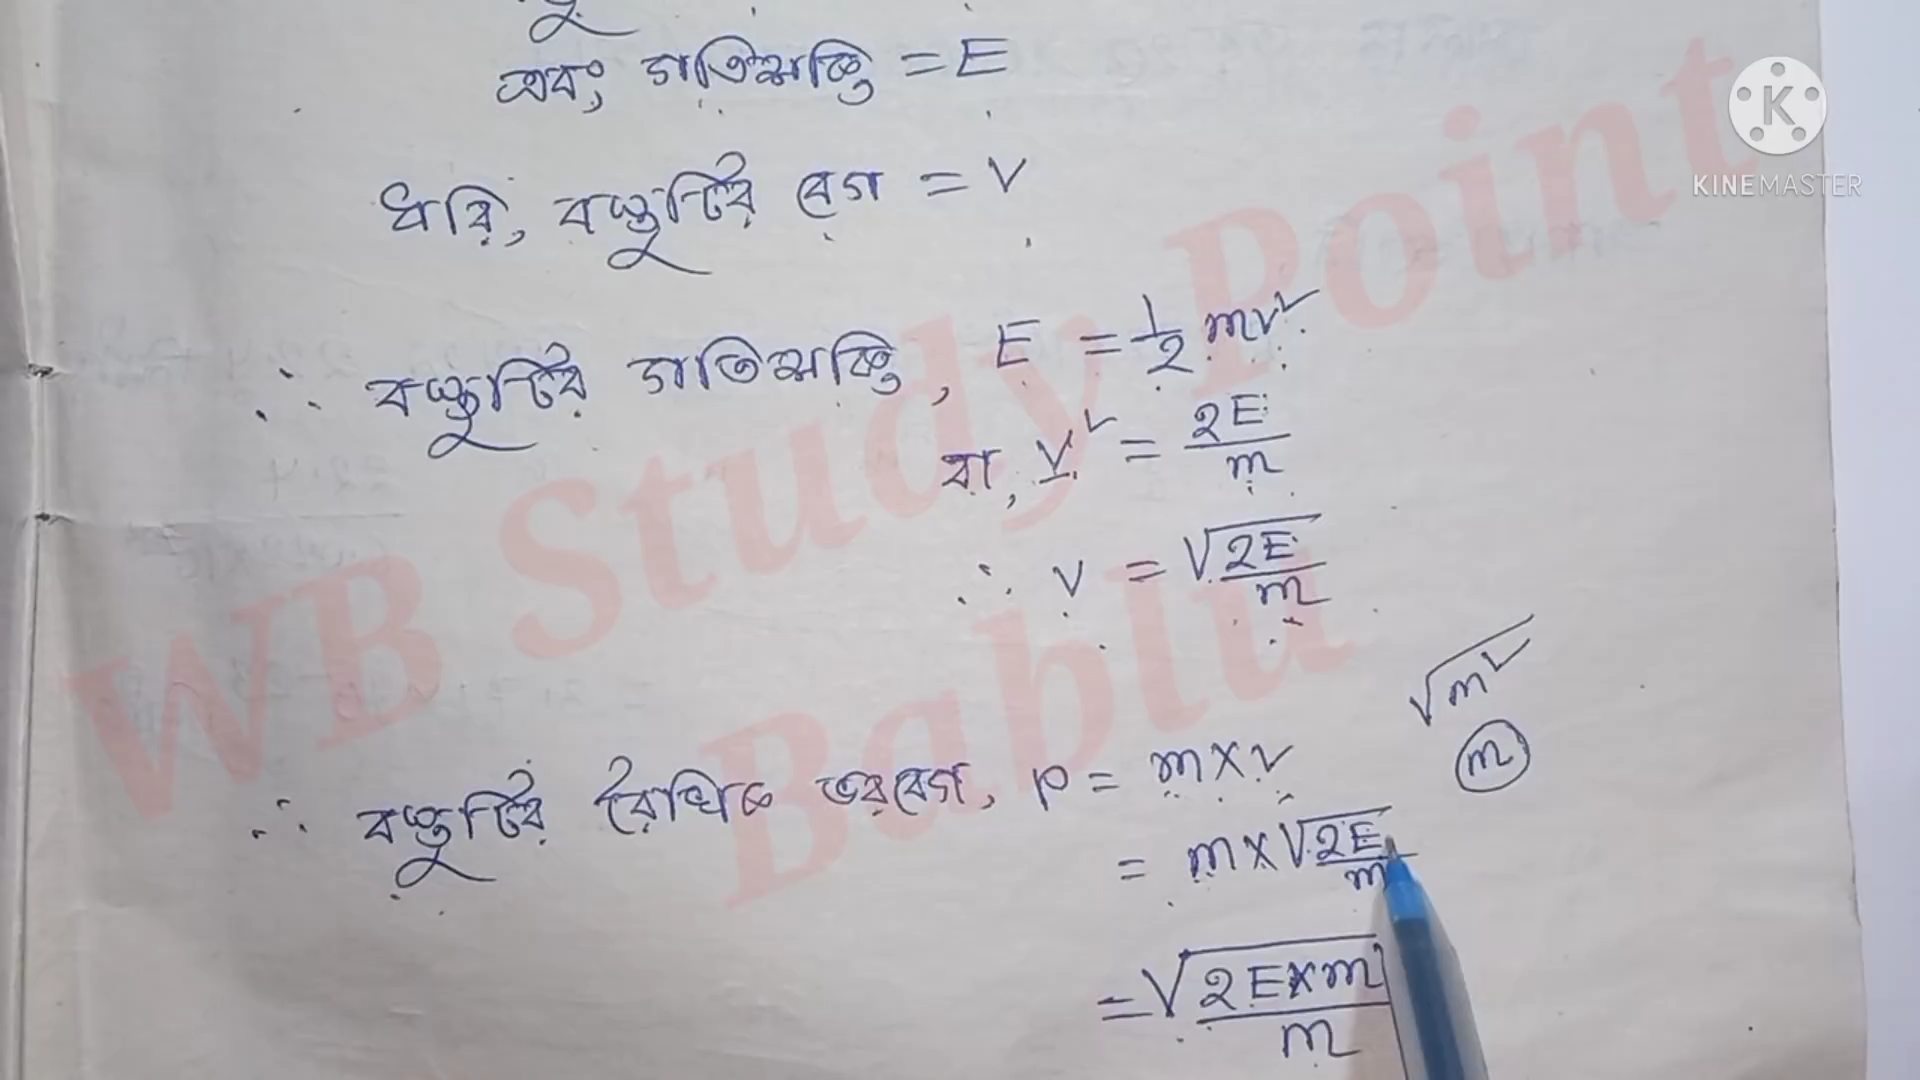 এবং, গতিশক্তি = E
ধরি, বস্তুটির বেগ = v
∴ বস্তুটির গতিশক্তি, E = 1/2 mv²
বা, v² = 2E/m
∴ v = √(2E/m)
√m²
m
∴ বস্তুটির রৈখিক ভরবেগ, p = m×v
= m×√(2E/m)
= √(2E×m/m)
K
KINEMASTER
WB Study Point
Bablu